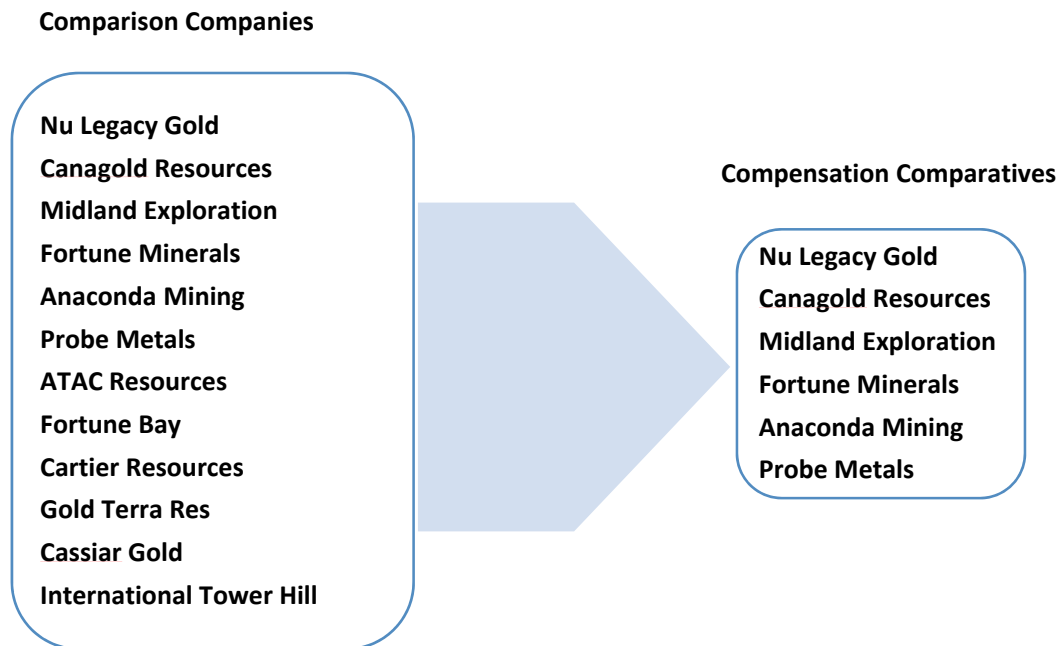 Comparison Companies
Nu Legacy Gold
Canagold Resources
Midland Exploration
Fortune Minerals
Anaconda Mining
Probe Metals
ATAC Resources
Fortune Bay
Cartier Resources
Gold Terra Res
Cassiar Gold
International Tower Hill
Compensation Comparatives
Nu Legacy Gold
Canagold Resources
Midland Exploration
Fortune Minerals
Anaconda Mining
Probe Metals